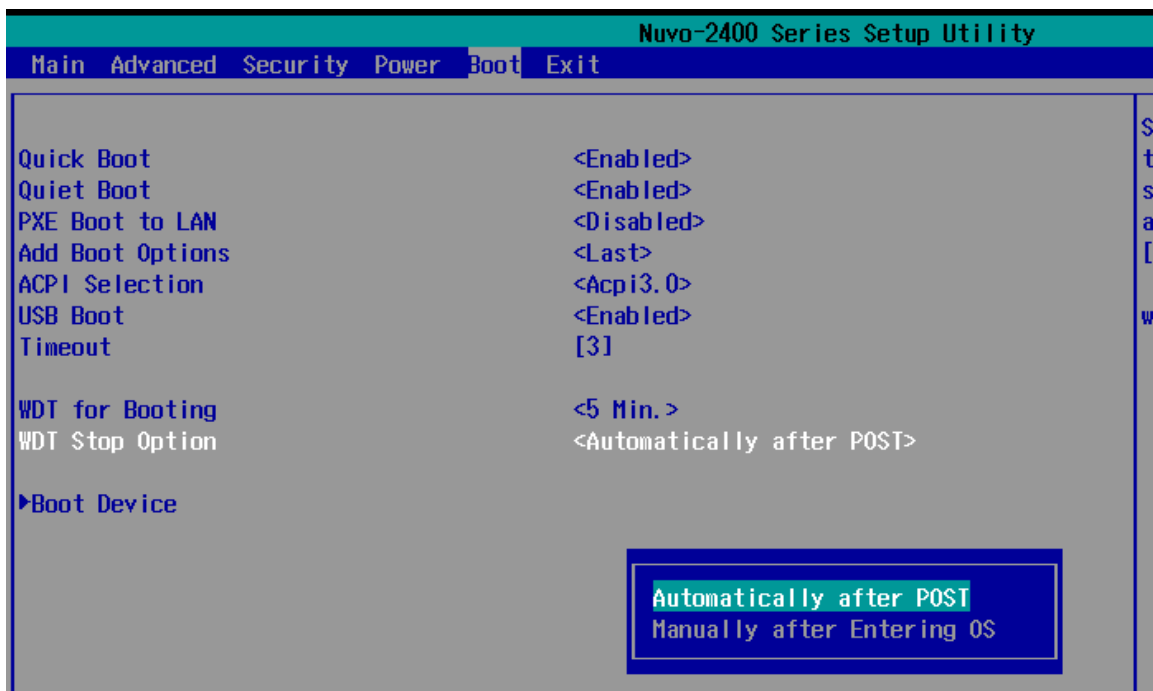 Nuvo-2400 Series Setup Utility
Main Advanced Security Power Boot Exit
Quick Boot <Enabled>
Quiet Boot <Enabled>
PXE Boot to LAN <Disabled>
Add Boot Options <Last>
ACPI Selection <Acpi3.0>
USB Boot <Enabled>
Timeout [3]
WDT for Booting <5 Min.>
WDT Stop Option <Automatically after POST>
▶Boot Device
Automatically after POST
Manually after Entering OS